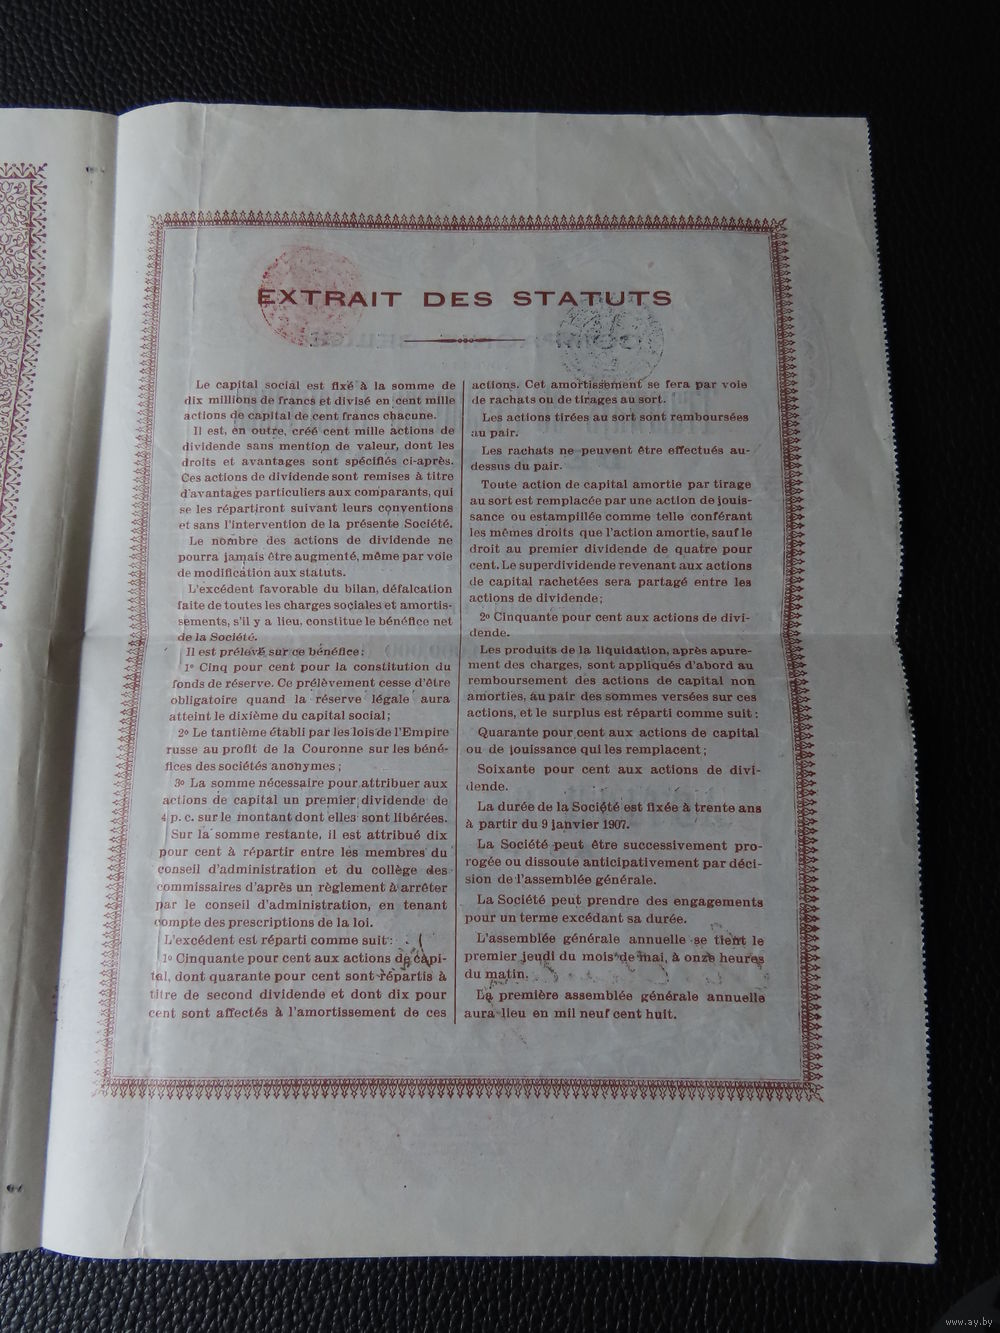 EXTRAIT DES STATUTS
Le capital social est fixé à la somme de
dix millions de francs et divisé en cent mille
actions de capital de cent francs chacune.
Il est, en outre, créé cent mille actions de
dividende sans mention de valeur, dont les
droits et avantages sont spécifiés ci-après.
Ces actions de dividende sont remises à titre
d'avantages particuliers aux comparants, qui
se les répartiront suivant leurs conventions
et sans l'intervention de la présente Société.
Le nombre des actions de dividende ne
pourra jamais être augmenté, même par voie
de modification aux statuts.
L'excédent favorable du bilan, défalcation
faite de toutes les charges sociales et amortis-
sements, s'il y a lieu, constitue le bénéfice net
de la Société.
Il est prélevé sur ce bénéfice :
1º Cinq pour cent pour la constitution du
fonds de réserve. Ce prélèvement cesse d'être
obligatoire quand la réserve légale aura
atteint le dixième du capital social ;
2º Le tantième établi par les lois de l'Empire
russe au profit de la Couronne sur les béné-
fices des sociétés anonymes ;
3º La somme nécessaire pour attribuer aux
actions de capital un premier dividende de
4 p. c. sur le montant dont elles sont libérées.
Sur la somme restante, il est attribué dix
pour cent à répartir entre les membres du
conseil d'administration et du collège des
commissaires d'après un règlement à arrêter
par le conseil d'administration, en tenant
compte des prescriptions de la loi.
L'excédent est réparti comme suit :
1º Cinquante pour cent aux actions de capi-
tal, dont quarante pour cent sont répartis à
titre de second dividende et dont dix pour
cent sont affectés à l'amortissement de ces
actions. Cet amortissement se fera par voie
de rachats ou de tirages au sort.
Les actions tirées au sort sont remboursées
au pair.
Les rachats ne peuvent être effectués au-
dessus du pair.
Toute action de capital amortie par tirage
au sort est remplacée par une action de jouis-
sance ou estampillée comme telle conférant
les mêmes droits que l'action amortie, sauf le
droit au premier dividende de quatre pour
cent. Le superdividende revenant aux actions
de capital rachetées sera partagé entre les
actions de dividende ;
2º Cinquante pour cent aux actions de divi-
dende.
Les produits de la liquidation, après apure-
ment des charges, sont appliqués d'abord au
remboursement des actions de capital non
amorties, au pair des sommes versées sur ces
actions, et le surplus est réparti comme suit :
Quarante pour cent aux actions de capital
ou de jouissance qui les remplacent ;
Soixante pour cent aux actions de divi-
dende.
La durée de la Société est fixée à trente ans
à partir du 9 janvier 1907.
La Société peut être successivement pro-
rogée ou dissoute anticipativement par déci-
sion de l'assemblée générale.
La Société peut prendre des engagements
pour un terme excédant sa durée.
L'assemblée générale annuelle se tient le
premier jeudi du mois de mai, à onze heures
du matin.
La première assemblée générale annuelle
aura lieu en mil neuf cent huit.
www.ay.by